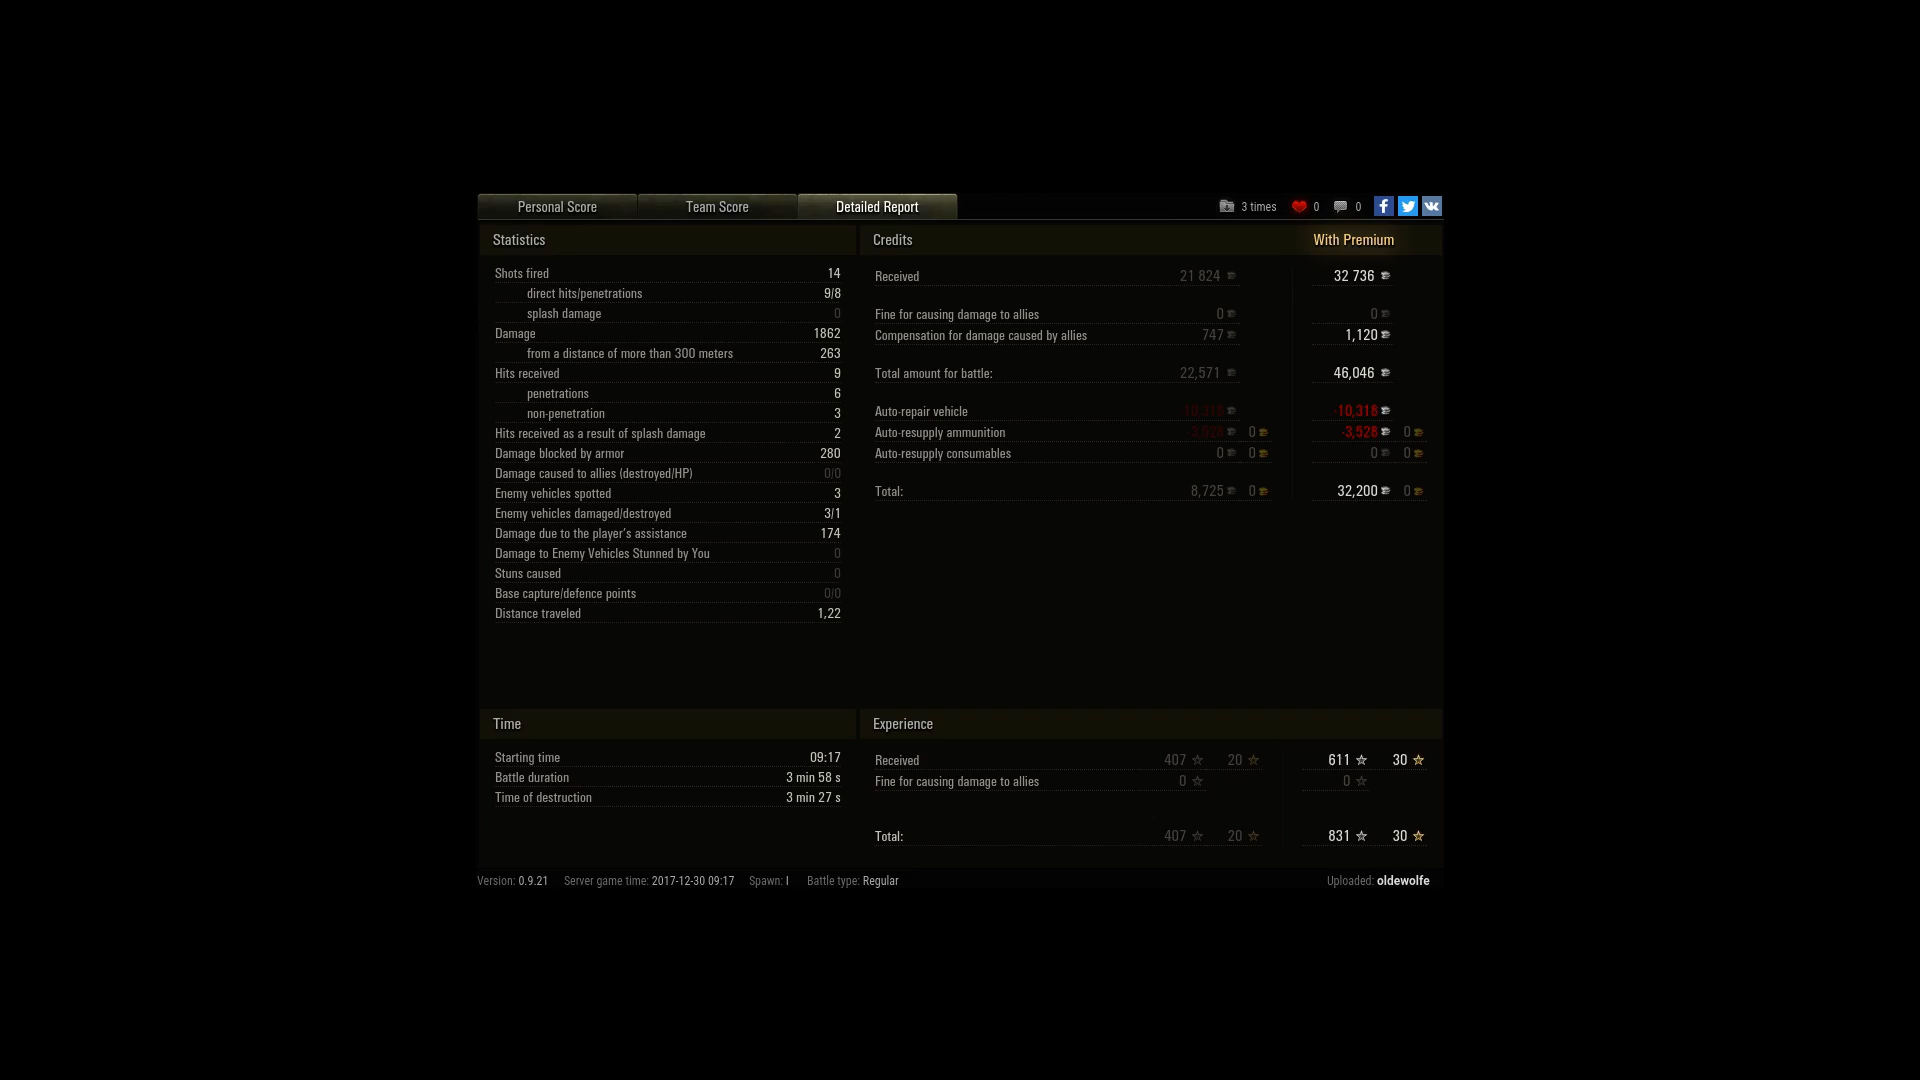 Personal Score Team Score Detailed Report 3 times 0 0
Statistics
Shots fired 14
direct hits/penetrations 9/8
splash damage 0
Damage 1862
from a distance of more than 300 meters 263
Hits received 9
penetrations 6
non-penetration 3
Hits received as a result of splash damage 2
Damage blocked by armor 280
Damage caused to allies (destroyed/HP) 0/0
Enemy vehicles spotted 3
Enemy vehicles damaged/destroyed 3/1
Damage due to the player's assistance 174
Damage to Enemy Vehicles Stunned by You 0
Stuns caused 0
Base capture/defence points 0/0
Distance traveled 1,22
Credits With Premium
Received 21 824 32 736
Fine for causing damage to allies 0 0
Compensation for damage caused by allies 747 1,120
Total amount for battle: 22,571 46,046
Auto-repair vehicle -10,318
Auto-resupply ammunition 0 -3,528 0
Auto-resupply consumables 0 0 0 0
Total: 8,725 0 32,200 0
Time
Starting time 09:17
Battle duration 3 min 58 s
Time of destruction 3 min 27 s
Experience
Received 407 20 611 30
Fine for causing damage to allies 0 0
Total: 407 20 831 30
Version: 0.9.21 Server game time: 2017-12-30 09:17 Spawn: I Battle type: Regular Uploaded: oldewolfe